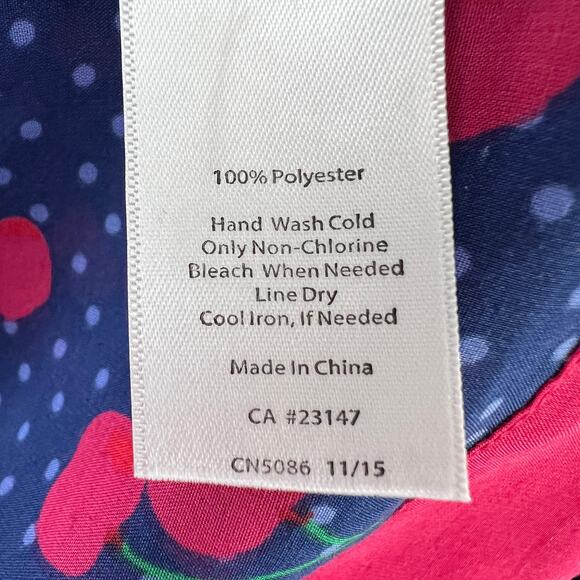 100% Polyester
Hand Wash Cold
Only Non-Chlorine
Bleach When Needed
Line Dry
Cool Iron, If Needed
Made In China
CA #23147
CN5086 11/15